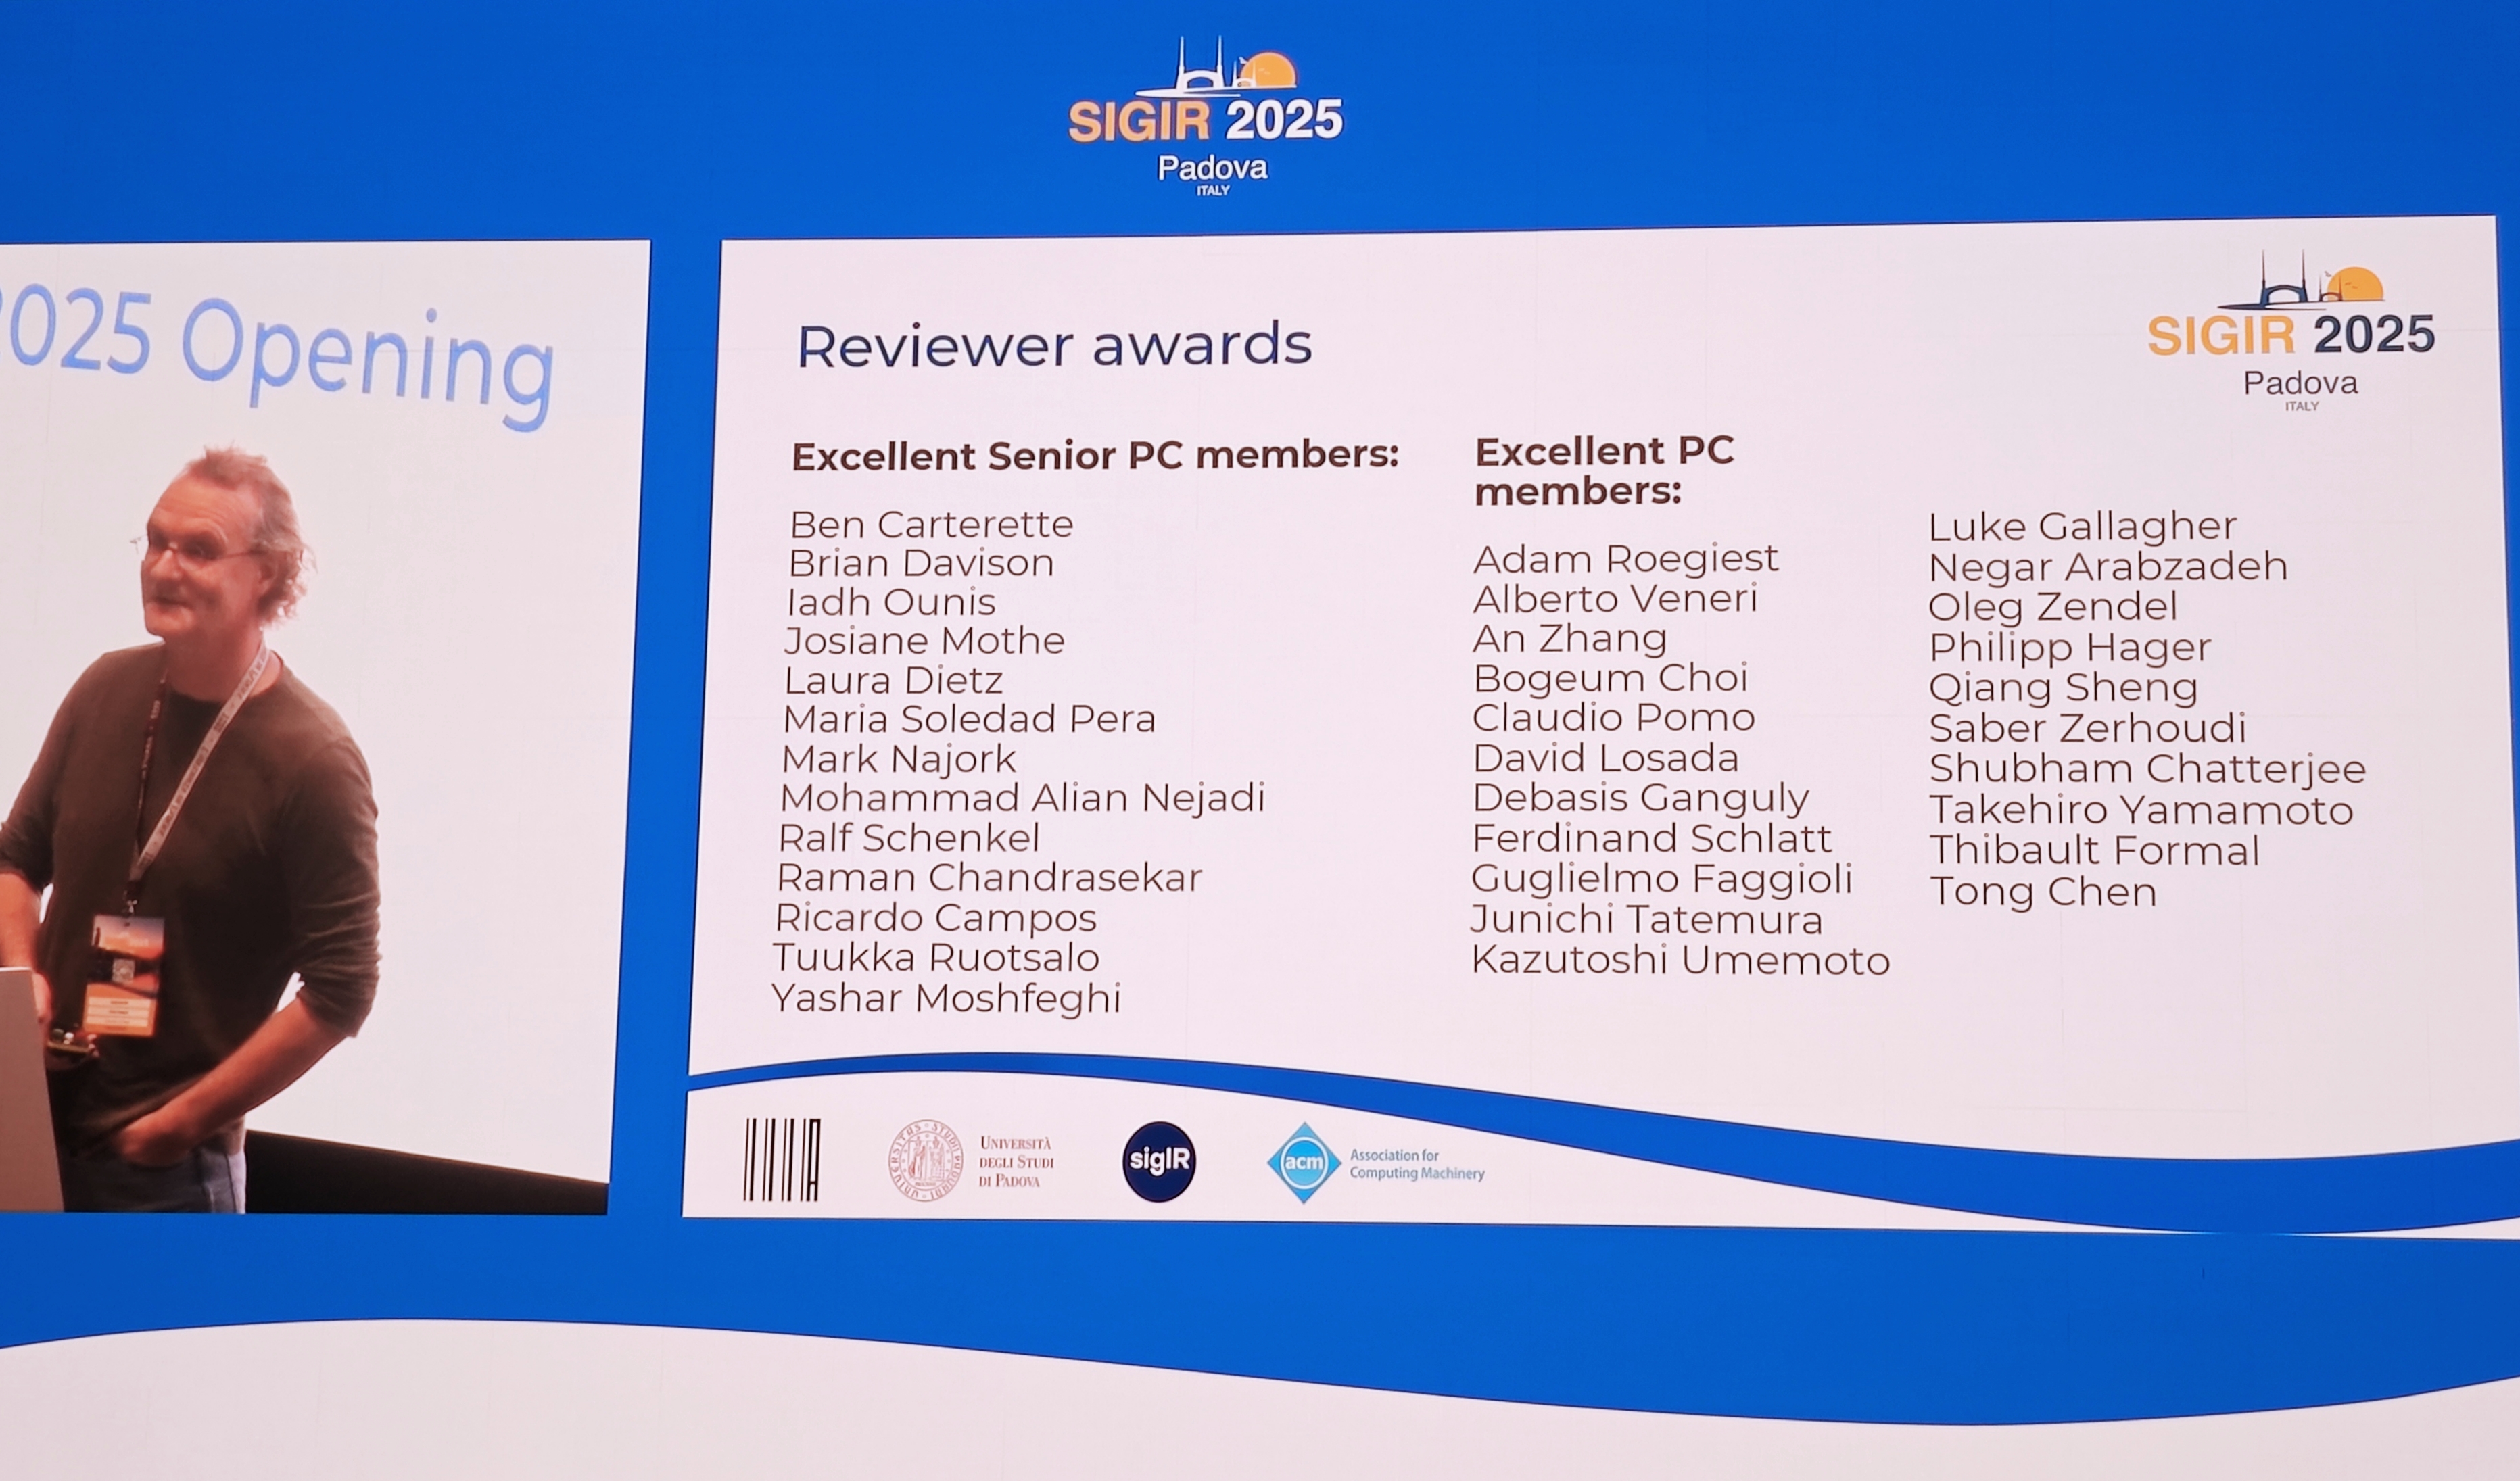 SIGIR 2025
Padova
ITALY
025 Opening
SIGIR 2025
Padova
ITALY
Reviewer awards
Excellent Senior PC members:
Ben Carterette
Brian Davison
Iadh Ounis
Josiane Mothe
Laura Dietz
Maria Soledad Pera
Mark Najork
Mohammad Alian Nejadi
Ralf Schenkel
Raman Chandrasekar
Ricardo Campos
Tuukka Ruotsalo
Yashar Moshfeghi
Excellent PC
members:
Adam Roegiest
Alberto Veneri
An Zhang
Bogeum Choi
Claudio Pomo
David Losada
Debasis Ganguly
Ferdinand Schlatt
Guglielmo Faggioli
Junichi Tatemura
Kazutoshi Umemoto
Luke Gallagher
Negar Arabzadeh
Oleg Zendel
Philipp Hager
Qiang Sheng
Saber Zerhoudi
Shubham Chatterjee
Takehiro Yamamoto
Thibault Formal
Tong Chen
UNIVERSITÀ
DEGLI STUDI
DI PADOVA
sigIR
acm
Association for
Computing Machinery